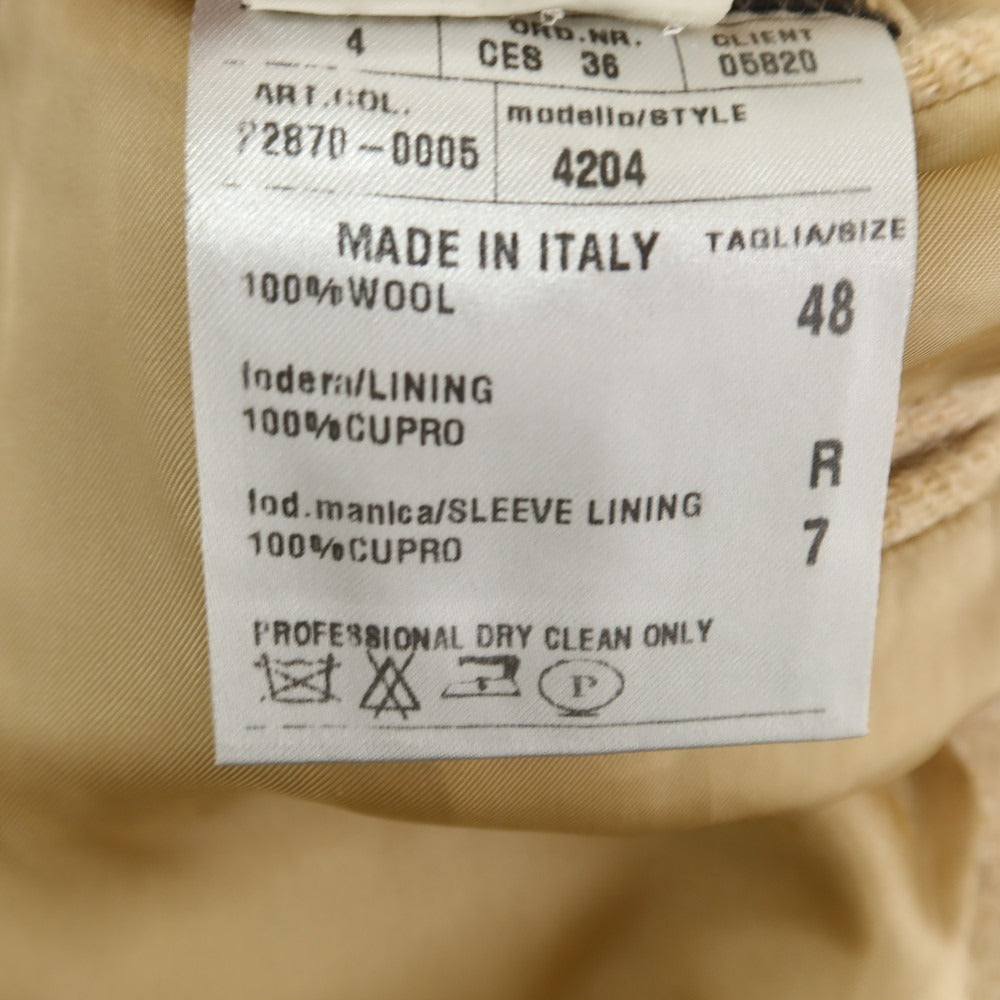 4 ORD.NR. CLIENT
CES 36 05820
ART.COL. modello/STYLE
2870-0005 4204
MADE IN ITALY TAGLIA/SIZE
100%WOOL 48
fodera/LINING
100%CUPRO
R
fod.manica/SLEEVE LINING
100%CUPRO 7
PROFESSIONAL DRY CLEAN ONLY
P